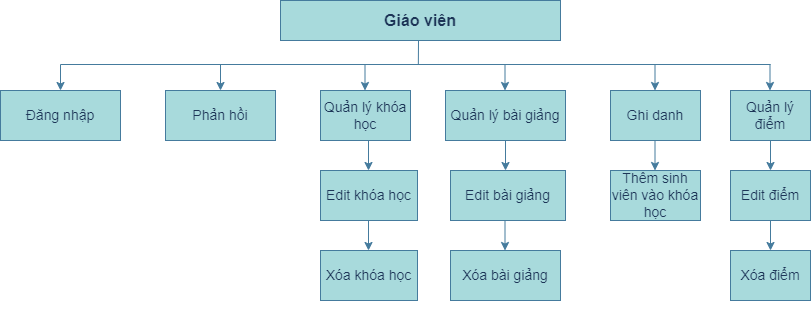 Giáo viên
Đăng nhập
Phản hồi
Quản lý khóa
học
Quản lý bài giảng
Ghi danh
Quản lý
điểm
Edit khóa học
Edit bài giảng
Thêm sinh
viên vào khóa
học
Edit điểm
Xóa khóa học
Xóa bài giảng
Xóa điểm